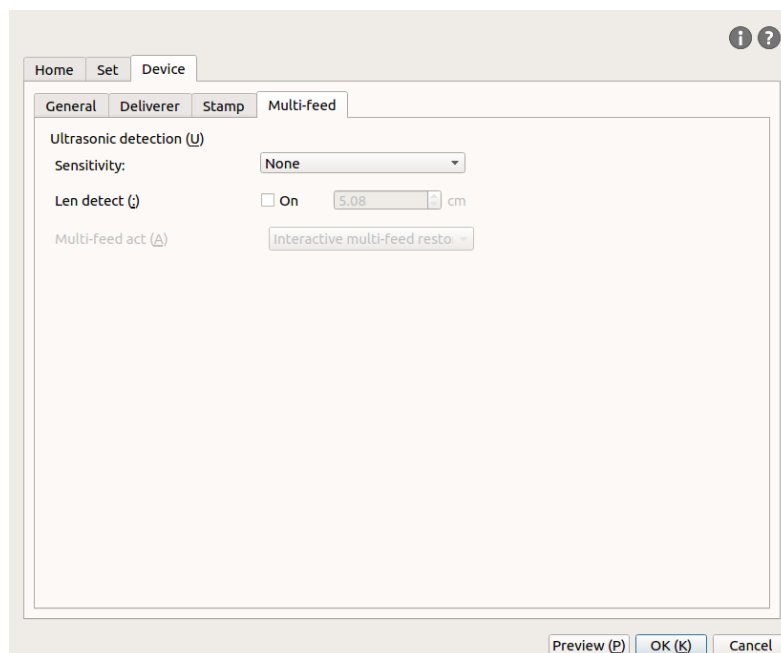 i ?
Home Set Device
General Deliverer Stamp Multi-feed
Ultrasonic detection (U)
Sensitivity: None
Len detect (;) On 5.08 cm
Multi-feed act (A) Interactive multi-feed resto
Preview (P) OK (K) Cancel